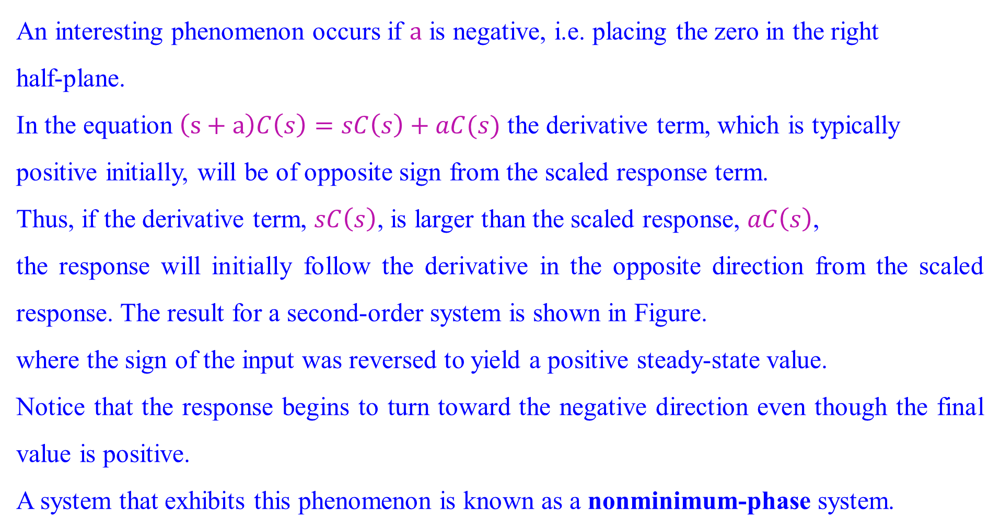 An interesting phenomenon occurs if a is negative, i.e. placing the zero in the right
half-plane.
In the equation (s + a)C(s) = sC(s) + aC(s) the derivative term, which is typically
positive initially, will be of opposite sign from the scaled response term.
Thus, if the derivative term, sC(s), is larger than the scaled response, aC(s),
the response will initially follow the derivative in the opposite direction from the scaled
response. The result for a second-order system is shown in Figure.
where the sign of the input was reversed to yield a positive steady-state value.
Notice that the response begins to turn toward the negative direction even though the final
value is positive.
A system that exhibits this phenomenon is known as a nonminimum-phase system.